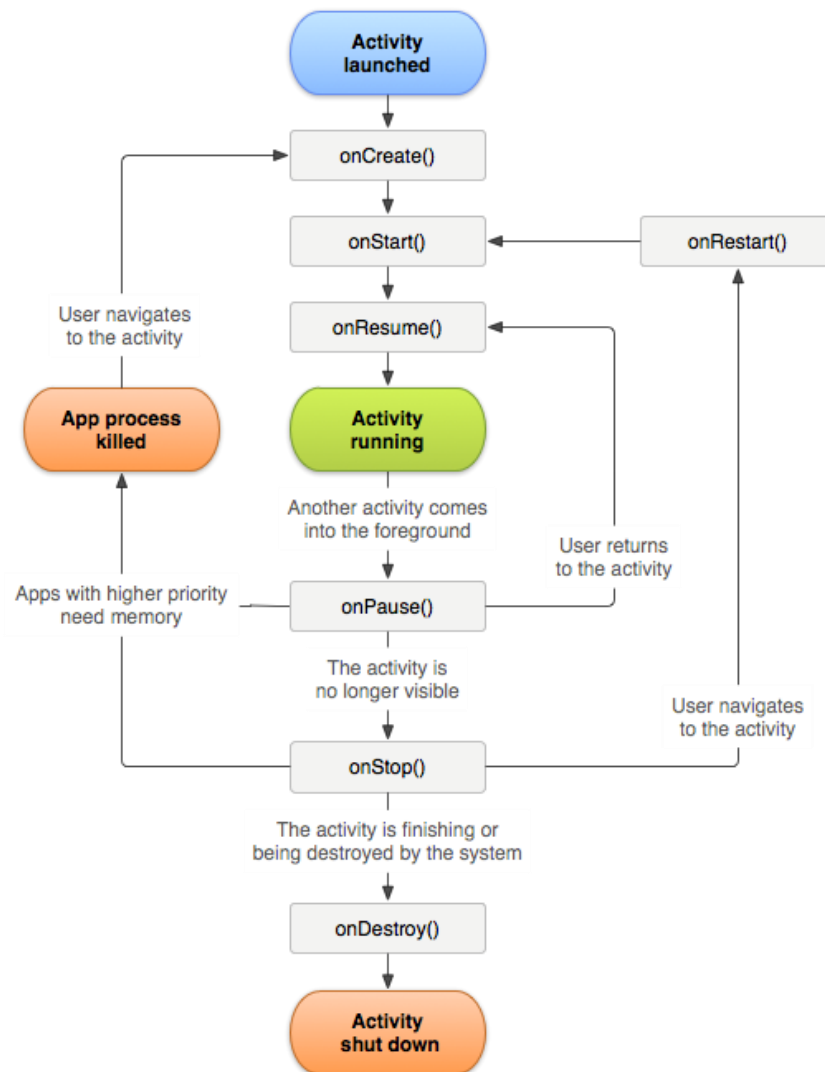 Activity
launched
onCreate()
onStart()
onRestart()
onResume()
User navigates
to the activity
App process
killed
Activity
running
Another activity comes
into the foreground
User returns
to the activity
Apps with higher priority
need memory
onPause()
The activity is
no longer visible
User navigates
to the activity
onStop()
The activity is finishing or
being destroyed by the system
onDestroy()
Activity
shut down